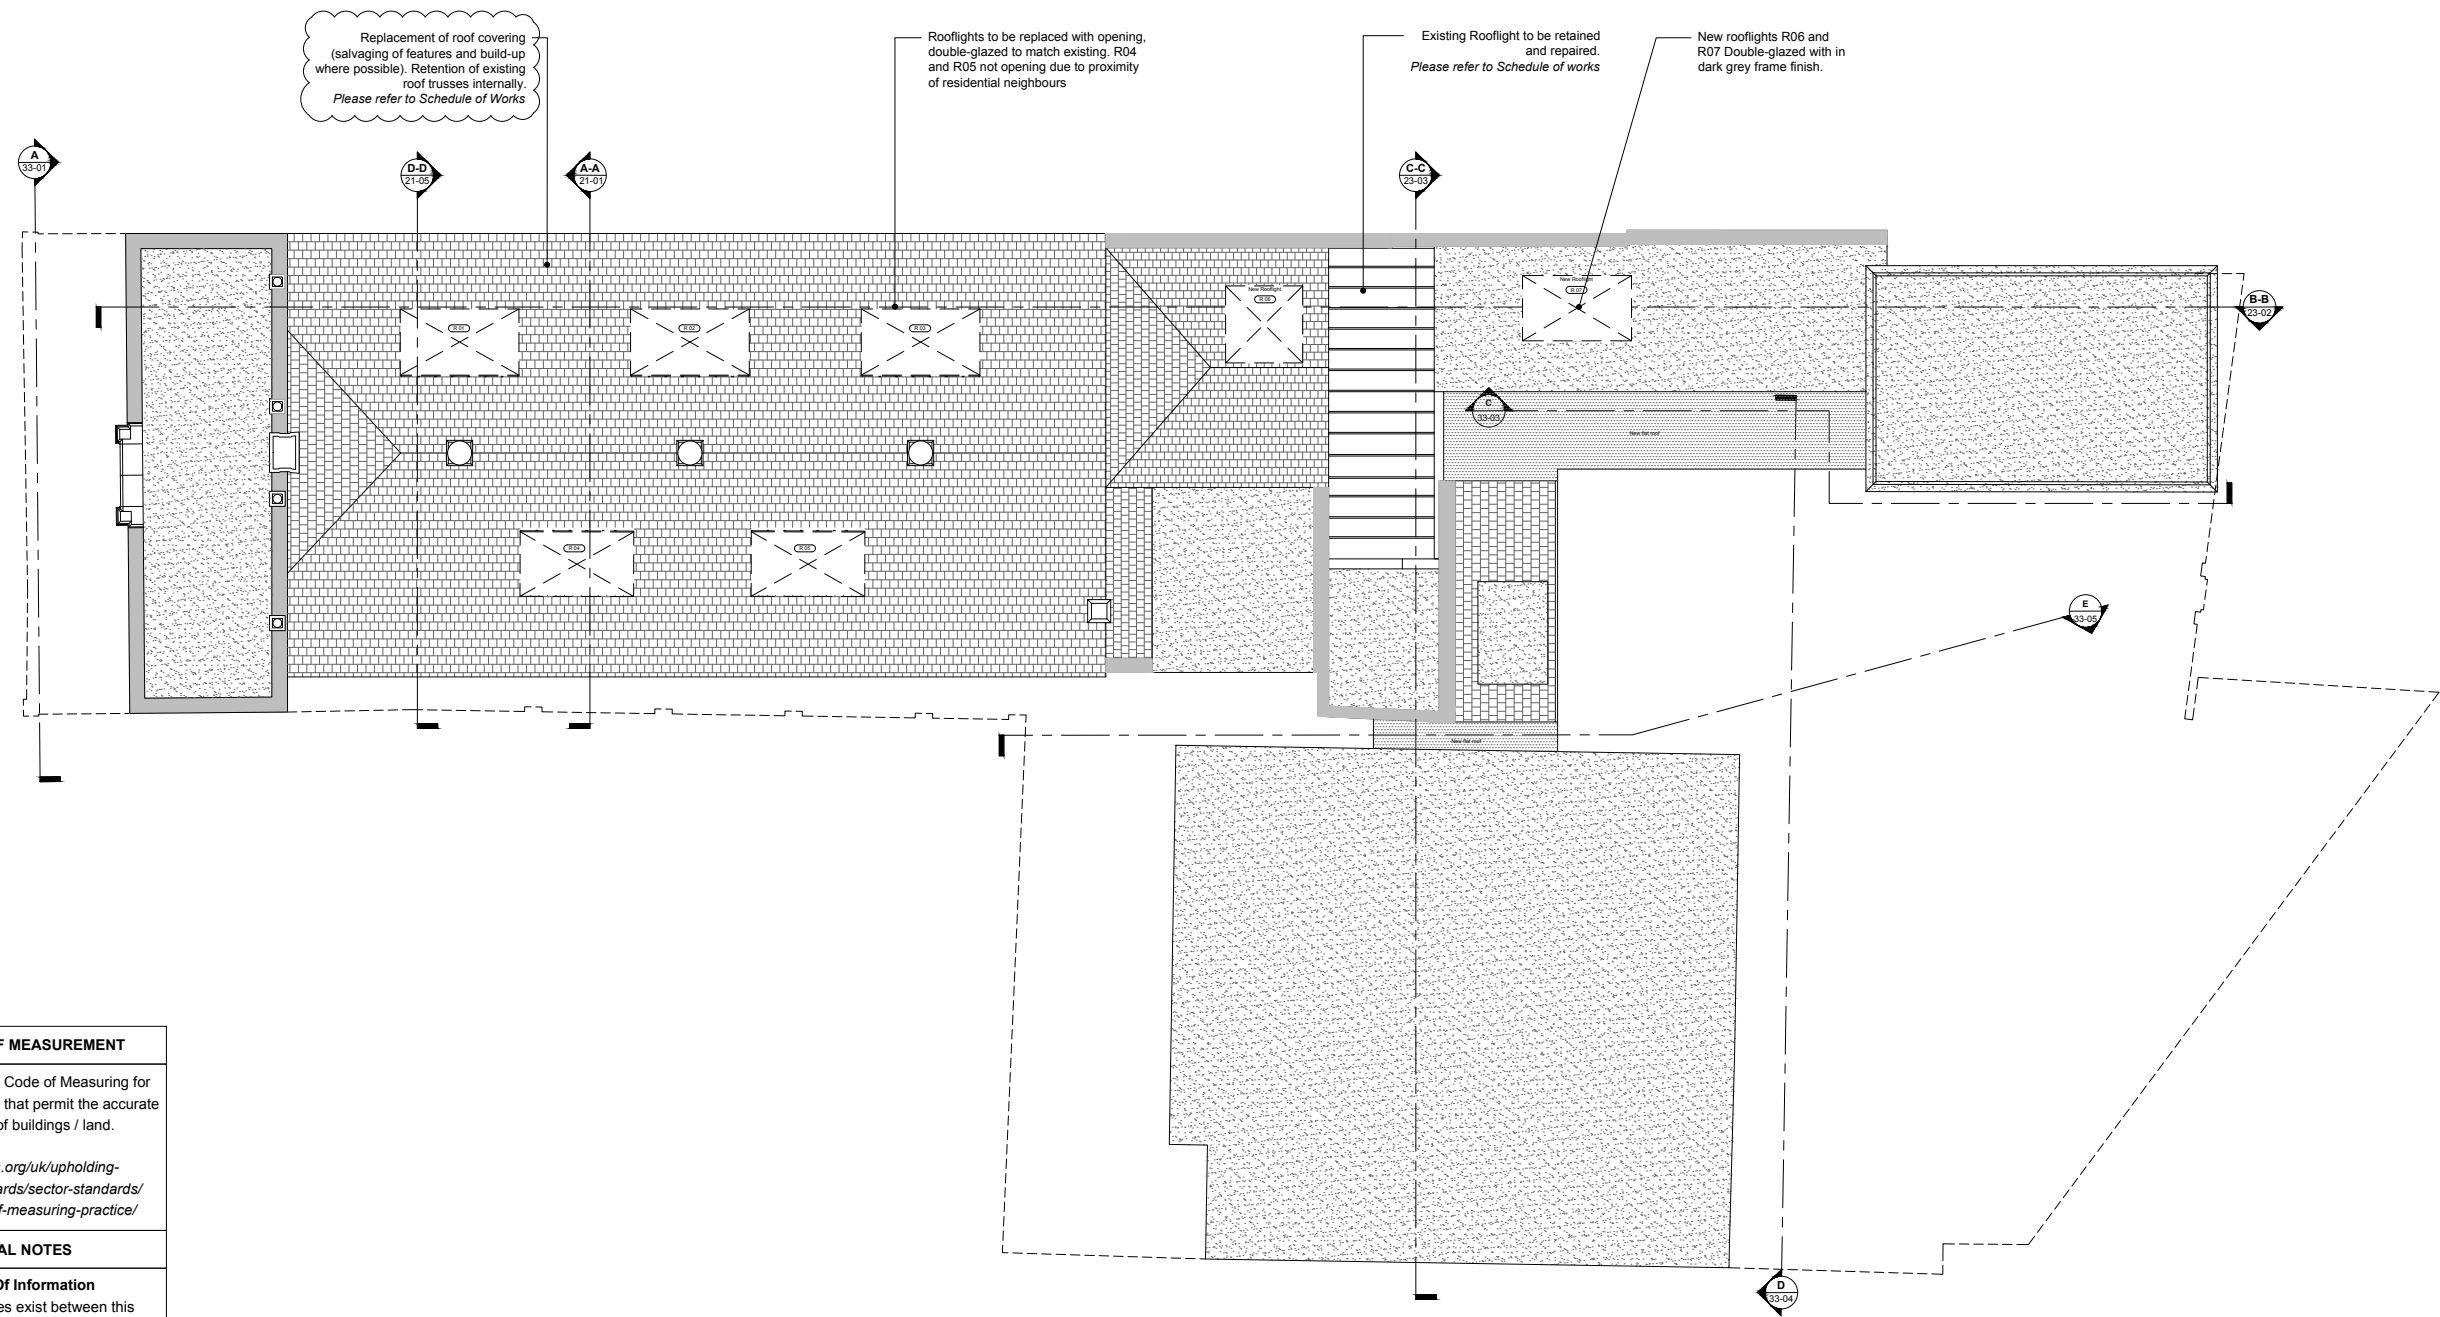 Replacement of roof covering
(salvaging of features and build-up
where possible). Retention of existing
roof trusses internally.
Please refer to Schedule of Works
Rooflights to be replaced with opening,
double-glazed to match existing. R04
and R05 not opening due to proximity
of residential neighbours
Existing Rooflight to be retained
and repaired.
Please refer to Schedule of works
New rooflights R06 and
R07 Double-glazed with in
dark grey frame finish.
A
33-01
D-D
21-05
A-A
21-01
C-C
23-03
B-B
23-02
New Rooflight
R 06
New Rooflight
R 07
R 01
R 02
R 03
C
33-03
New flat roof
R 04
R 05
E
33-05
New flat roof
D
33-04
F MEASUREMENT
Code of Measuring for
that permit the accurate
of buildings / land.
s.org/uk/upholding-
ards/sector-standards/
f-measuring-practice/
AL NOTES
Of Information
es exist between this